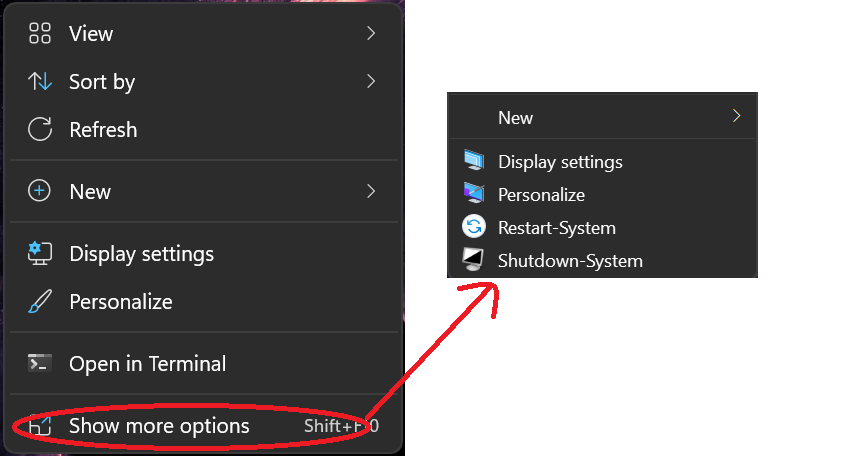 View
Sort by
Refresh
New
Display settings
Personalize
Open in Terminal
Show more options Shift+F10
New
Display settings
Personalize
Restart-System
Shutdown-System